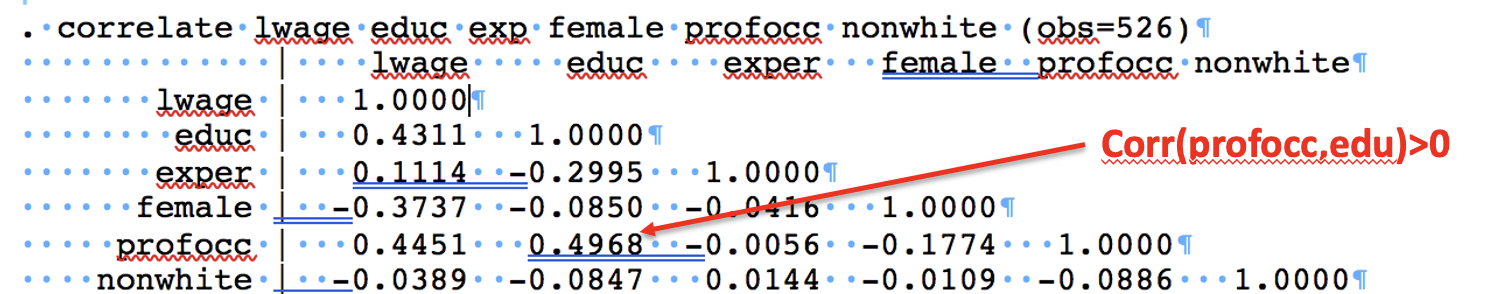 . correlate lwage educ exp female profocc nonwhite (obs=526)¶
| lwage educ exper female profocc nonwhite¶
lwage | 1.0000¶
educ | 0.4311 1.0000¶
exper | 0.1114 -0.2995 1.0000¶
female | -0.3737 -0.0850 -0.0416 1.0000¶
profocc | 0.4451 0.4968 -0.0056 -0.1774 1.0000¶
nonwhite | -0.0389 -0.0847 0.0144 -0.0109 -0.0886 1.0000¶
Corr(profocc,edu)>0